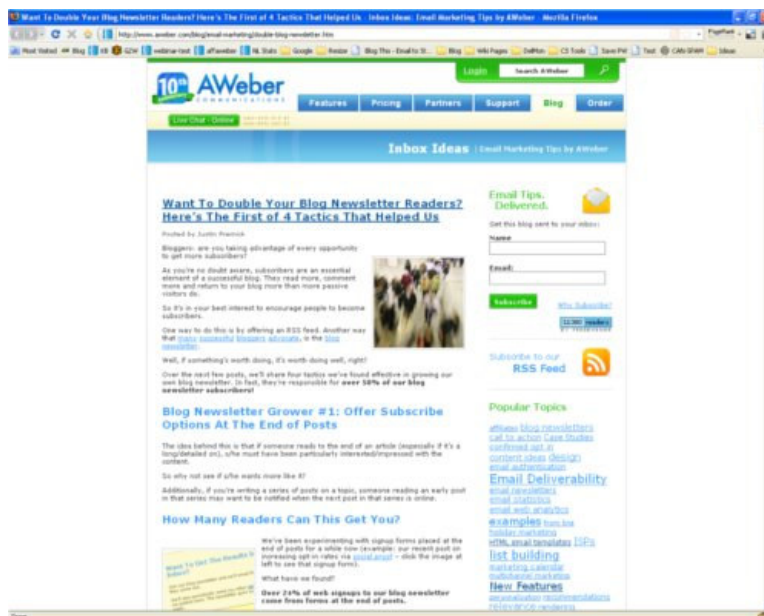 Want To Double Your Blog Newsletter Readers? Here's The First of 4 Tactics That Helped Us - Inbox Ideas: Email Marketing Tips by AWeber - Mozilla Firefox
http://www.aweber.com/blog/email-marketing/double-blog-newsletter.htm
Login Search AWeber
10th AWeber
COMMUNICATIONS
Features Pricing Partners Support Blog Order
Live Chat - Online
Inbox Ideas | Email Marketing Tips by AWeber
Want To Double Your Blog Newsletter Readers?
Here's The First of 4 Tactics That Helped Us
Posted by Justin Premick
Bloggers: are you taking advantage of every opportunity
to get more subscribers?
As you're no doubt aware, subscribers are an essential
element of a successful blog. They read more, comment
more and return to your blog more than more passive
visitors do.
So it's in your best interest to encourage people to become
subscribers.
One way to do this is by offering an RSS feed. Another way
that many successful bloggers advocate, is the blog
newsletter.
Well, if something's worth doing, it's worth doing well, right?
Over the next few posts, we'll share four tactics we've found effective in growing our
own blog newsletter. In fact, they're responsible for over 50% of our blog
newsletter subscribers!
Blog Newsletter Grower #1: Offer Subscribe
Options At The End of Posts
The idea behind this is that if someone reads to the end of an article (especially if it's a
long/detailed on), s/he must have been particularly interested/impressed with the
content.
So why not see if s/he wants more like it?
Additionally, if you're writing a series of posts on a topic, someone reading an early post
in that series may want to be notified when the next post in that series is online.
How Many Readers Can This Get You?
We've been experimenting with signup forms placed at the
end of posts for a while now (example: our recent post on
increasing opt in rates via social proof - click the image at
left to see that signup form).
What have we found?
Over 24% of web signups to our blog newsletter
come from forms at the end of posts.
Email Tips.
Delivered.
Get this blog sent to your inbox:
Name
Email:
Subscribe Why Subscribe?
readers
Subscribe to our
RSS Feed
Popular Topics
affiliates blog newsletters
call to action Case Studies
confirmed opt in
content ideas design
email authentication
Email Deliverability
email newsletters
email statistics
email web analytics
examples from line
holiday marketing
HTML email templates ISPs
list building
marketing calendar
multichannel marketing
New Features
personalization recommendations
relevance rendering